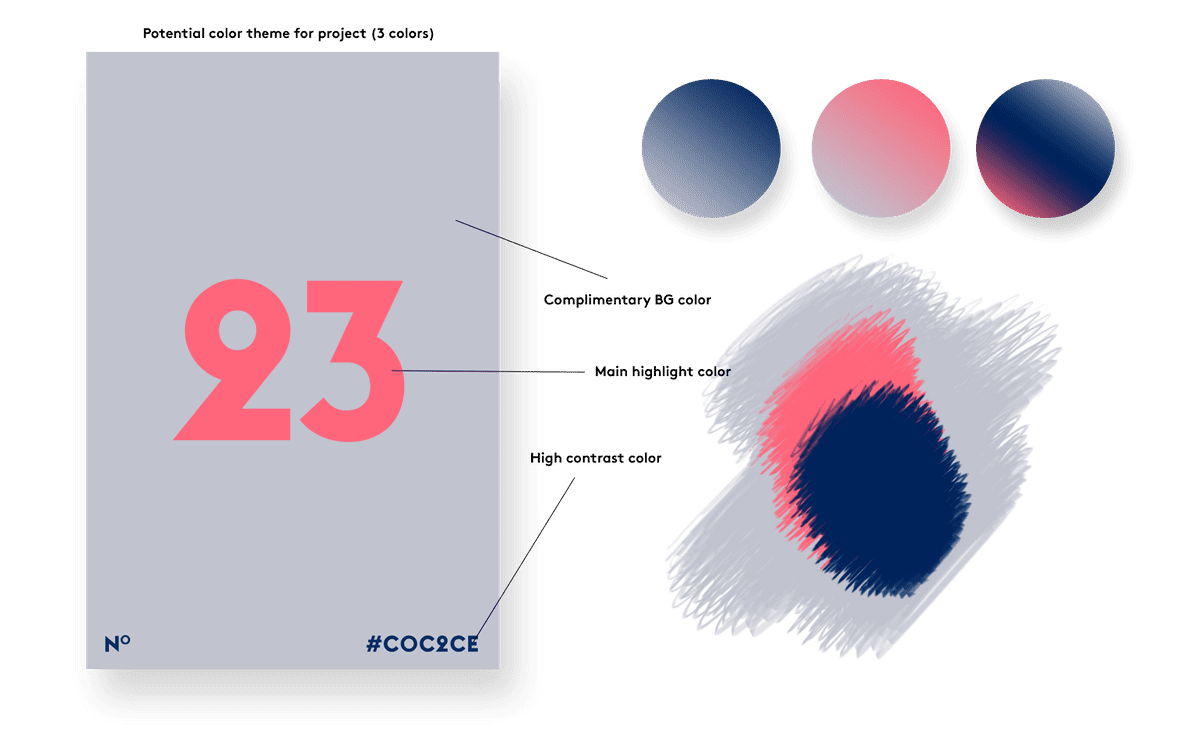 Potential color theme for project (3 colors)
23
Complimentary BG color
Main highlight color
High contrast color
Nº
#C0C2CE